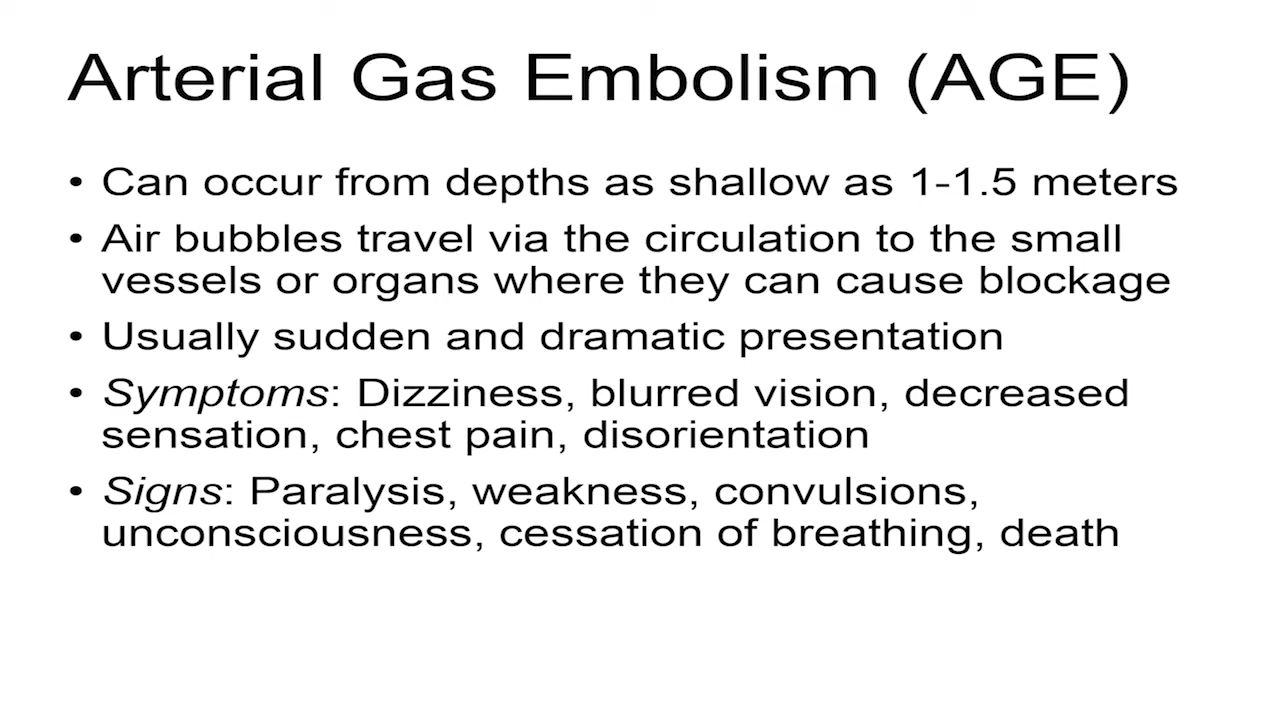 Arterial Gas Embolism (AGE)
• Can occur from depths as shallow as 1-1.5 meters
• Air bubbles travel via the circulation to the small
vessels or organs where they can cause blockage
• Usually sudden and dramatic presentation
• Symptoms: Dizziness, blurred vision, decreased
sensation, chest pain, disorientation
• Signs: Paralysis, weakness, convulsions,
unconsciousness, cessation of breathing, death